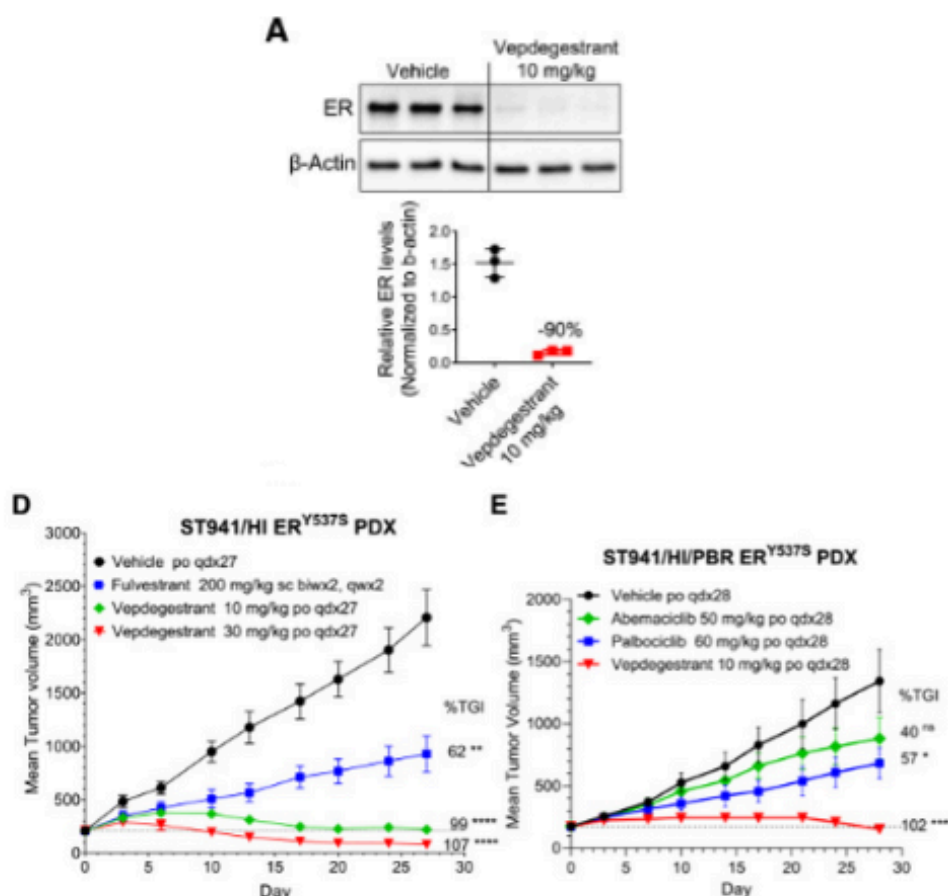 A
Vehicle
Vepdegestrant
10 mg/kg
ER
β-Actin
Relative ER levels
(Normalized to b-actin)
2.0
1.5
1.0
0.5
0.0
-90%
Vehicle
Vepdegestrant
10 mg/kg
D
ST941/HI ER^Y537S PDX
Mean Tumor volume (mm³)
3000
2500
2000
1500
1000
500
0
Vehicle po qdx27
Fulvestrant 200 mg/kg sc biwx2, qwx2
Vepdegestrant 10 mg/kg po qdx27
Vepdegestrant 30 mg/kg po qdx27
%TGI
62 **
99 ****
107 ****
0 5 10 15 20 25 30
Day
E
ST941/HI/PBR ER^Y537S PDX
Mean Tumor Volume (mm³)
2000
1500
1000
500
0
Vehicle po qdx28
Abemaciclib 50 mg/kg po qdx28
Palbociclib 60 mg/kg po qdx28
Vepdegestrant 10 mg/kg po qdx28
%TGI
40 ns
57 *
102 ****
0 5 10 15 20 25 30
Day